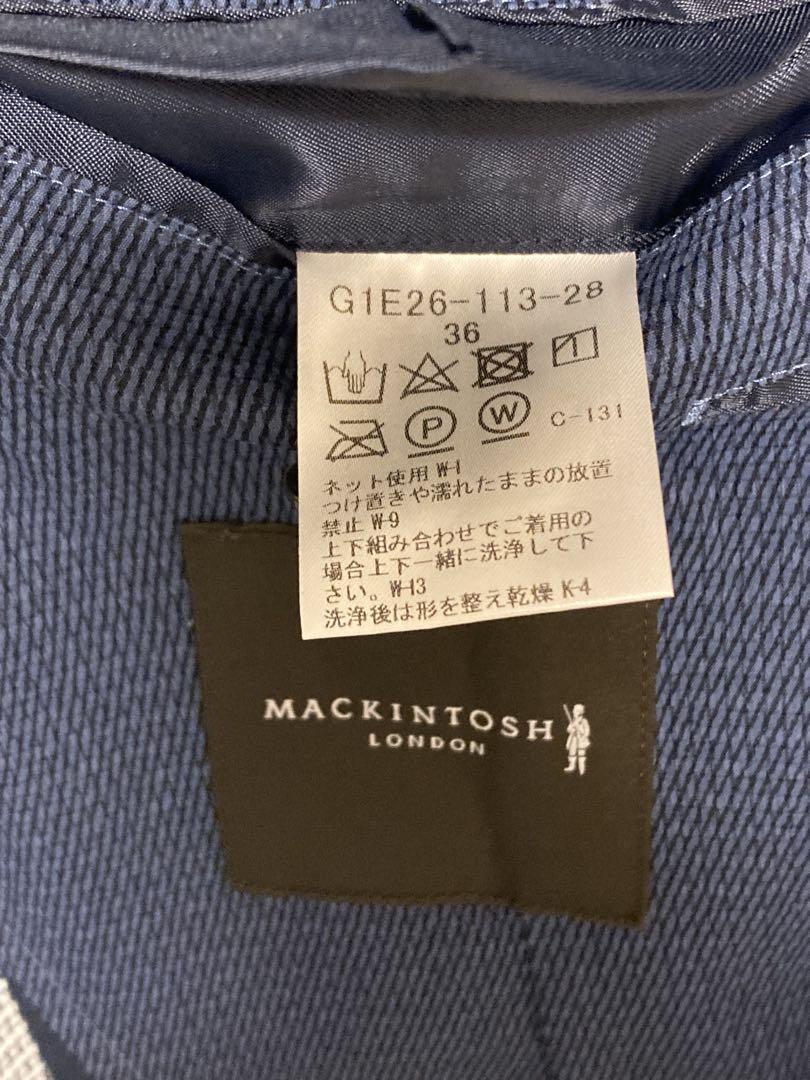 G1E26-113-28
36
P W C-131
ネット使用 W-1
つけ置きや濡れたままの放置
禁止 W-9
上下組み合わせでご着用の
場合上下一緒に洗浄して下
さい。W-13
洗浄後は形を整え乾燥 K-4
MACKINTOSH
LONDON